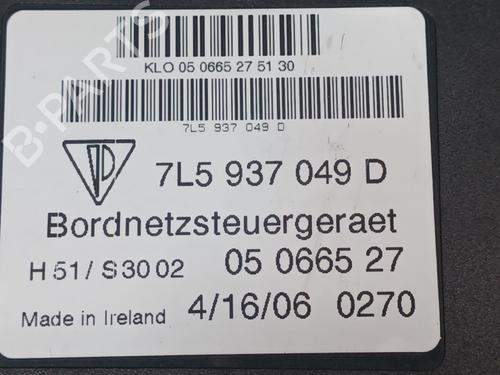 KLO 05 0665 27 51 30
7L5 937 049 D
7L5 937 049 D
Bordnetzsteuergeraet
H 51 / S 30 02 05 0665 27
Made in Ireland 4/16/06 0270
B-PARTS